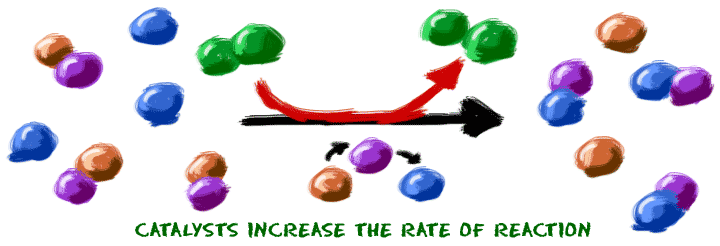 CATALYSTS INCREASE THE RATE OF REACTION